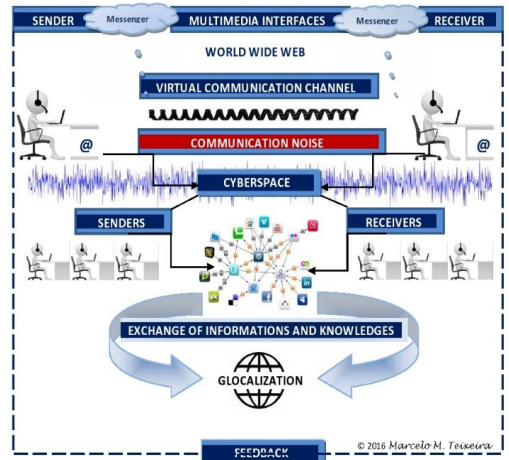 SENDER
Messenger
MULTIMEDIA INTERFACES
Messenger
RECEIVER
WORLD WIDE WEB
VIRTUAL COMMUNICATION CHANNEL
COMMUNICATION NOISE
@
@
CYBERSPACE
SENDERS
RECEIVERS
EXCHANGE OF INFORMATIONS AND KNOWLEDGES
GLOCALIZATION
© 2016 Marcelo M. Teixeira
FEEDBACK